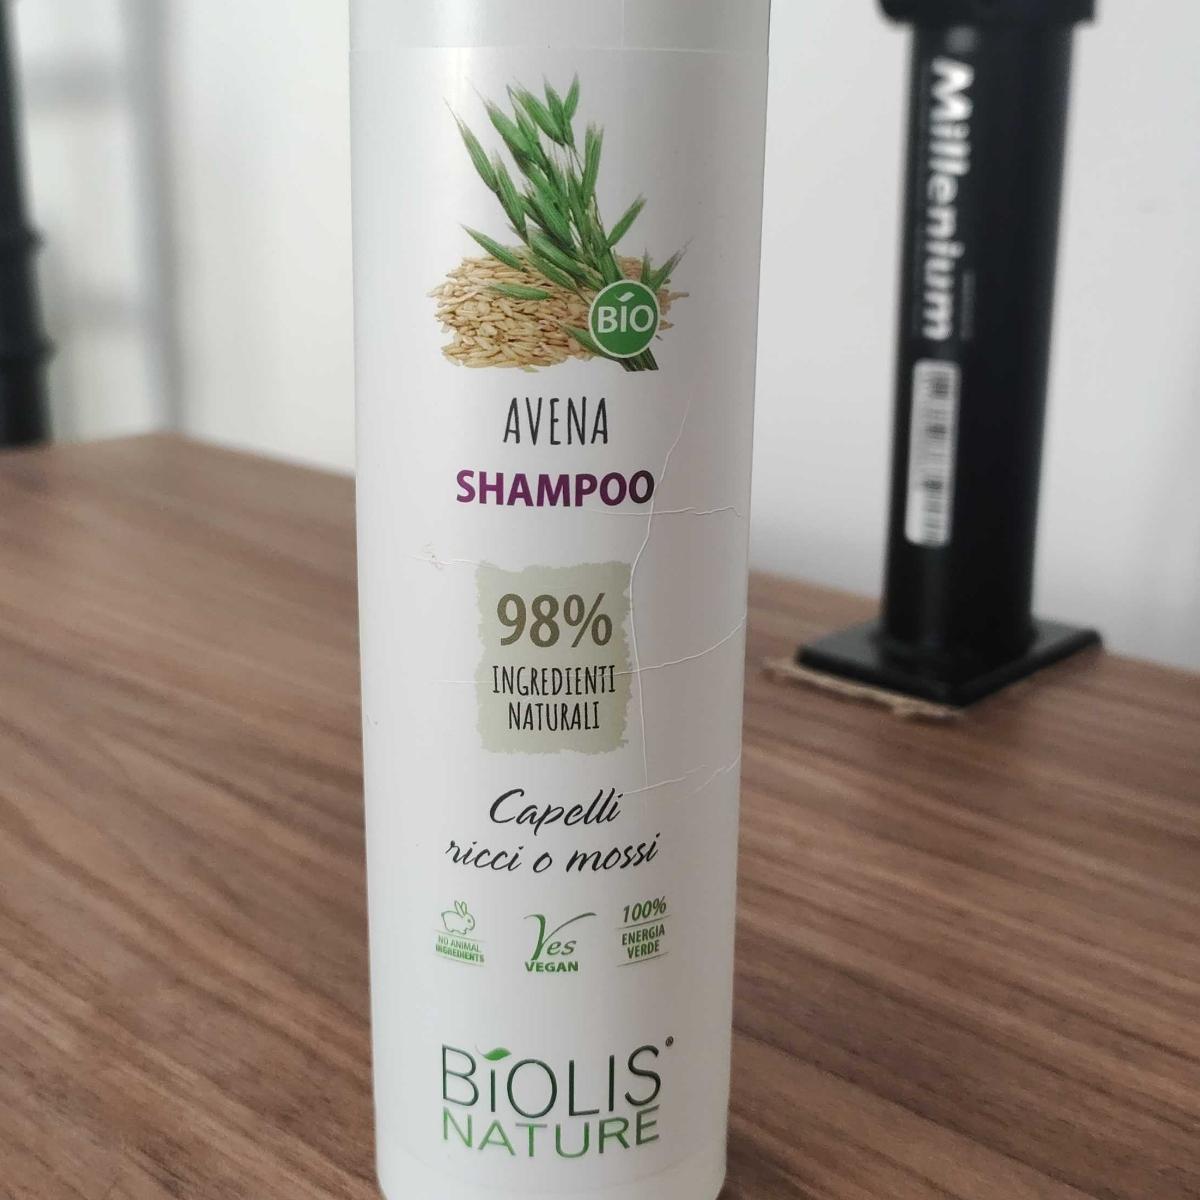 BIO
AVENA
SHAMPOO
98%
INGREDIENTI
NATURALI
Capelli
ricci o mossi
NO ANIMAL
INGREDIENTS
Yes
VEGAN
100%
ENERGIA
VERDE
BIOLIS®
NATURE
Millenium